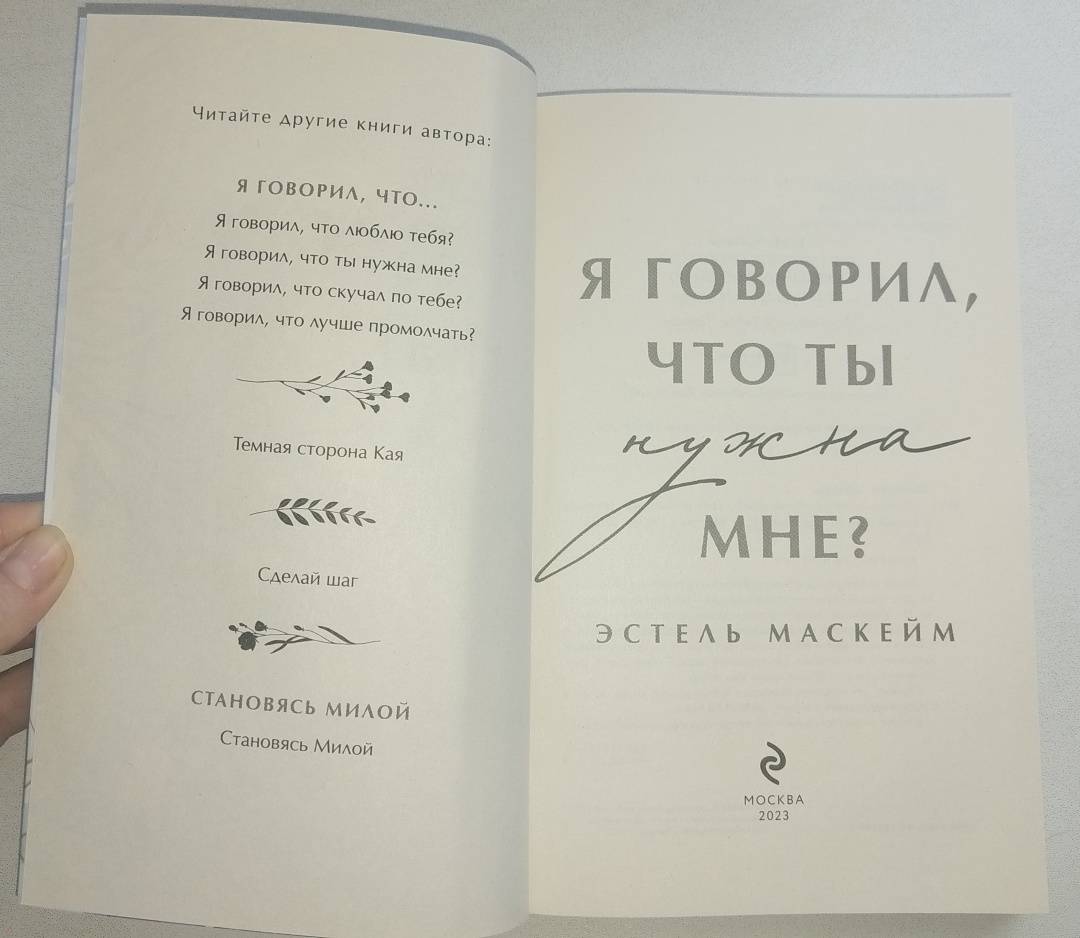 Читайте другие книги автора:
Я ГОВОРИЛ, ЧТО...
Я говорил, что люблю тебя?
Я говорил, что ты нужна мне?
Я говорил, что скучал по тебе?
Я говорил, что лучше промолчать?
Темная сторона Кая
Сделай шаг
СТАНОВЯСЬ МИЛОЙ
Становясь Милой
Я ГОВОРИЛ,
ЧТО ТЫ
нужна
МНЕ?
ЭСТЕЛЬ МАСКЕЙМ
МОСКВА
2023